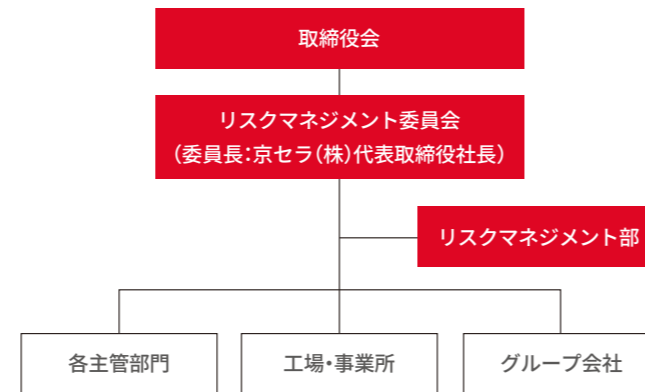 取締役会
リスクマネジメント委員会
（委員長：京セラ（株）代表取締役社長）
リスクマネジメント部
各主管部門
工場・事業所
グループ会社